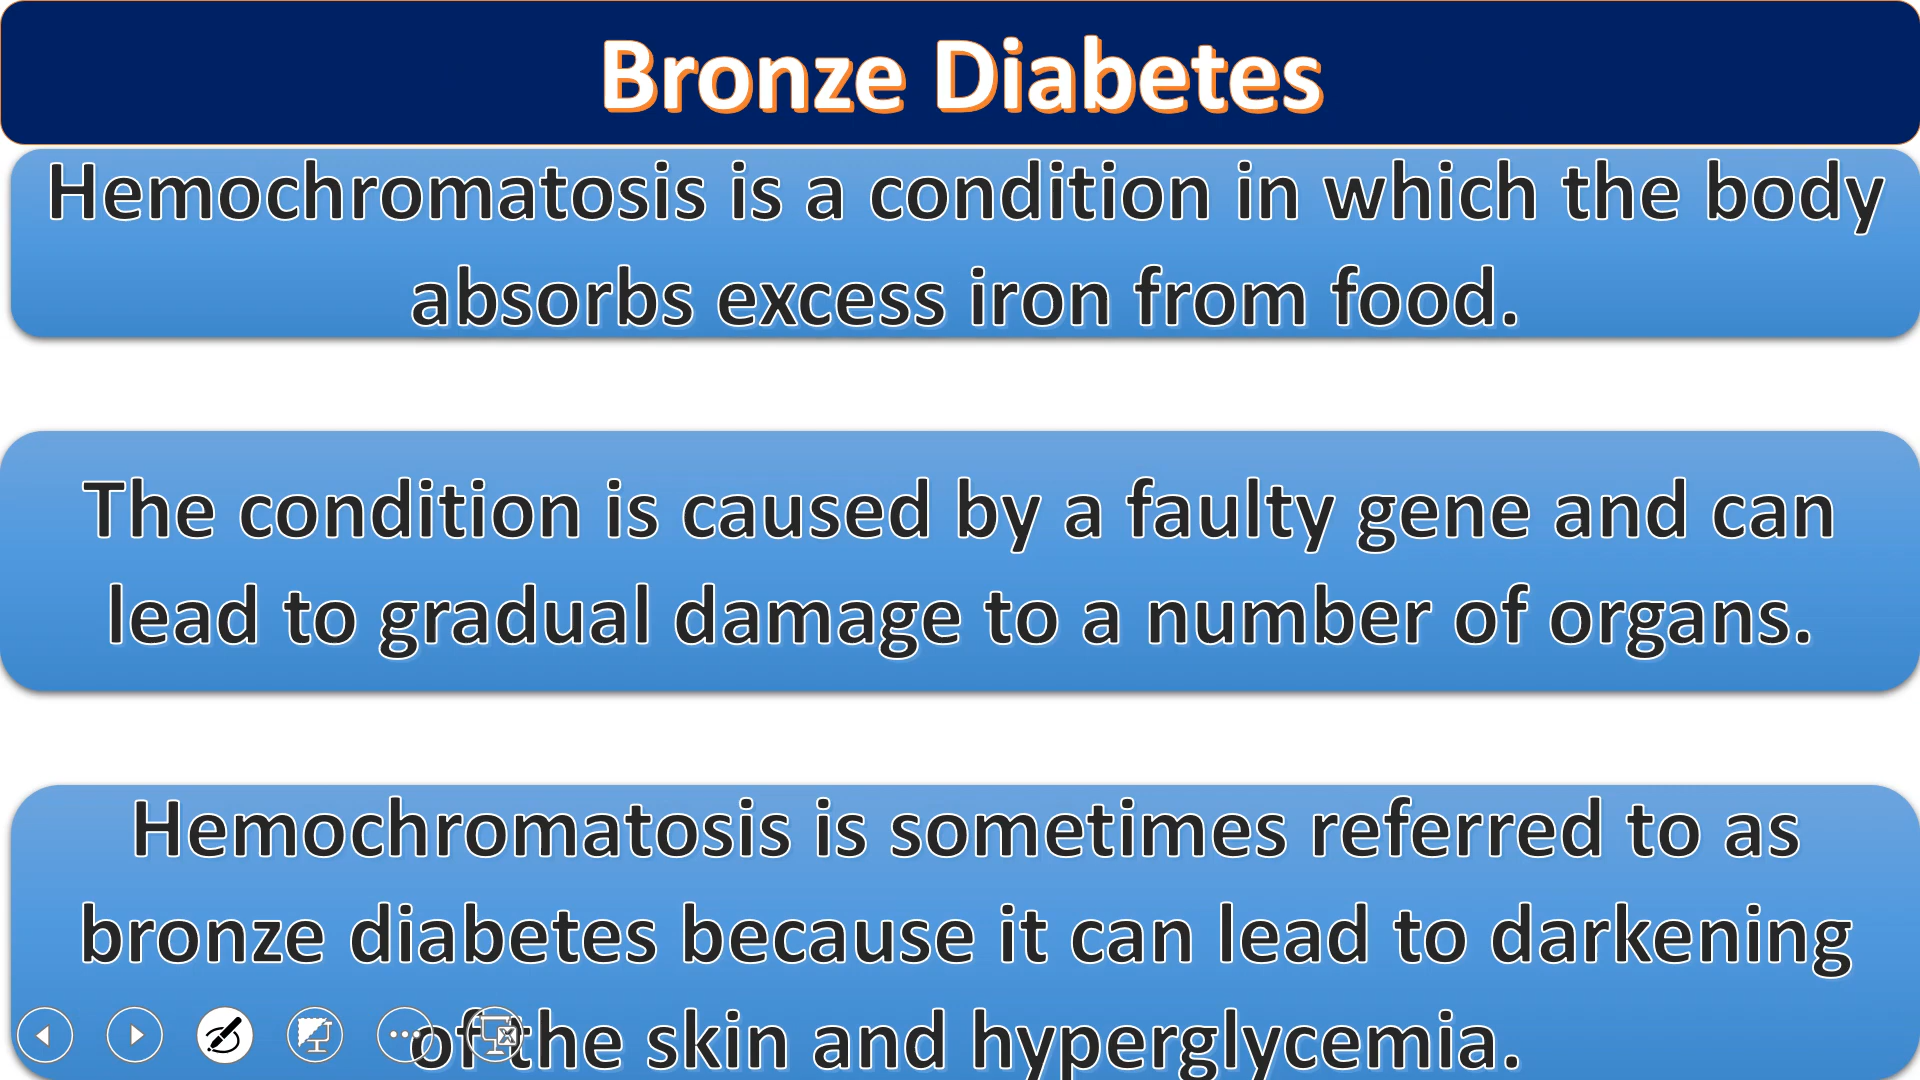 Bronze Diabetes
Hemochromatosis is a condition in which the body
absorbs excess iron from food.
The condition is caused by a faulty gene and can
lead to gradual damage to a number of organs.
Hemochromatosis is sometimes referred to as
bronze diabetes because it can lead to darkening
of the skin and hyperglycemia.